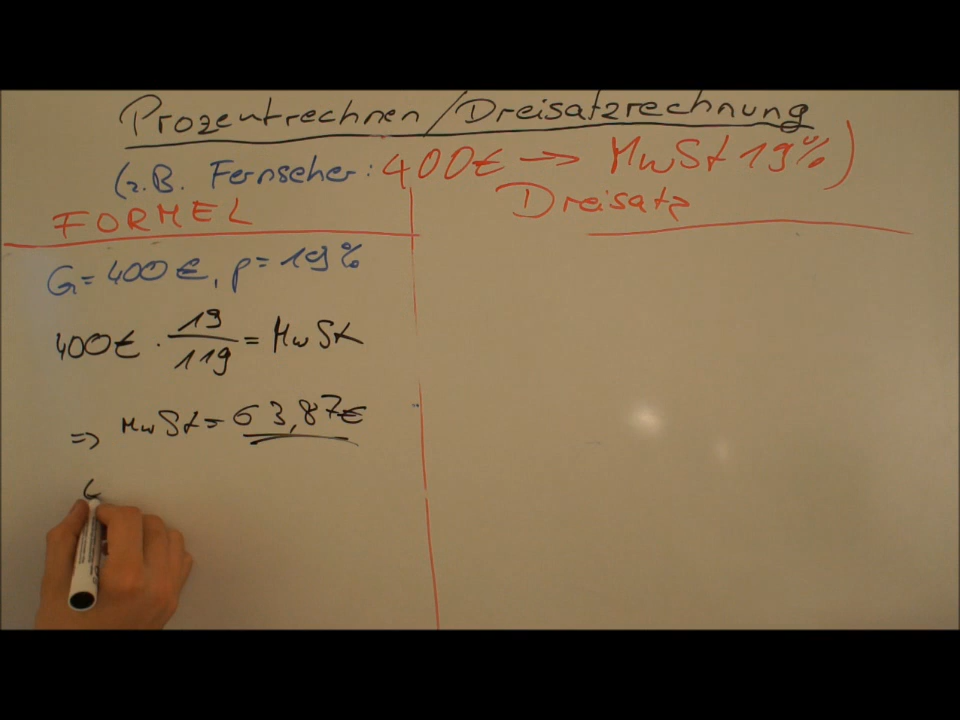 Prozentrechnen/Dreisatzrechnung
(z.B. Fernseher: 400€ → MwSt 19%)
FORMEL
Dreisatz
G=400€, p=19%
400€ · 19/119 = MwSt
⇒ MwSt = 63,87€